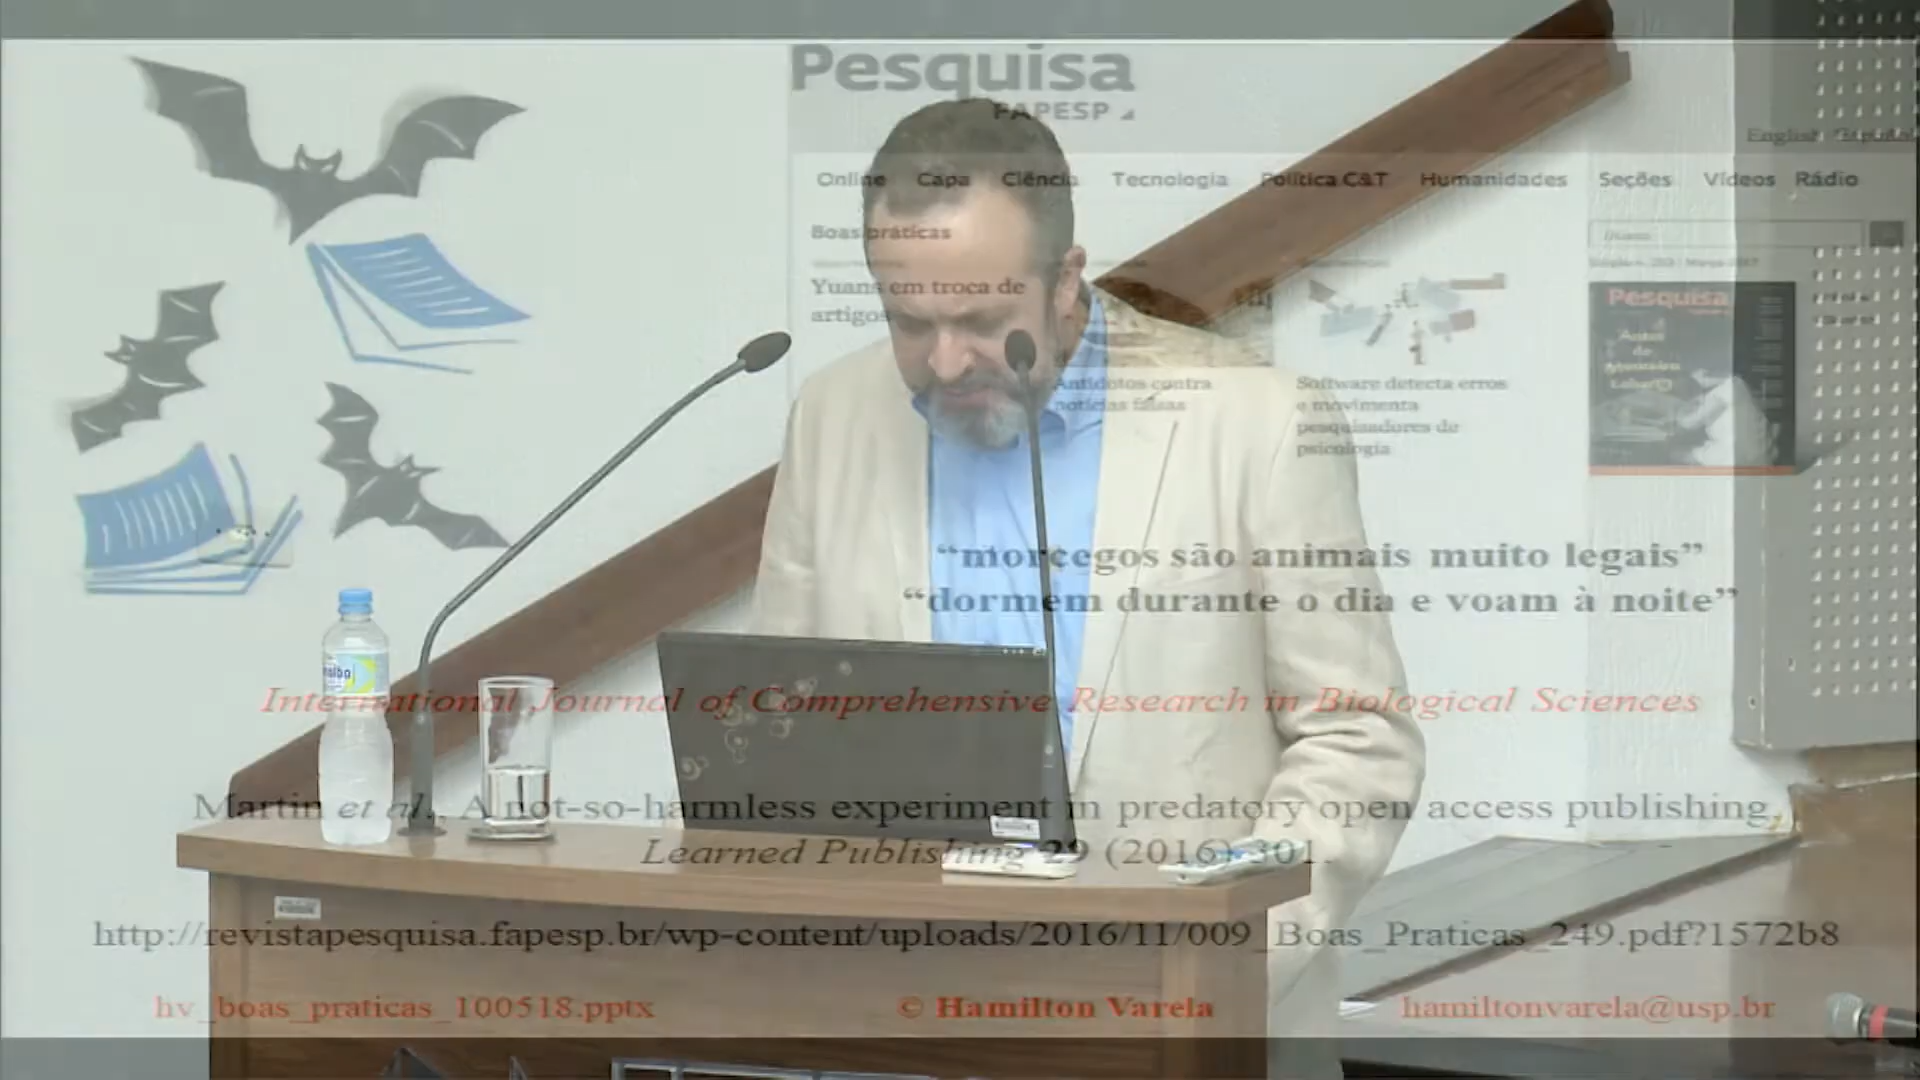 Pesquisa
FAPESP
English
Online Capa Ciência Tecnologia Política C&T Humanidades Seções Vídeos Rádio
Boas práticas
Yuans em troca de
artigos
Antídotos contra
notícias falsas
Software detecta erros
e movimenta
pesquisadores de
psicologia
Pesquisa
“morcegos são animais muito legais”
“dormem durante o dia e voam à noite”
International Journal of Comprehensive Research in Biological Sciences
Martin et al., A not-so-harmless experiment in predatory open access publishing,
Learned Publishing 29 (2016) 301.
http://revistapesquisa.fapesp.br/wp-content/uploads/2016/11/009_Boas_Praticas_249.pdf?1572b8
hv_boas_praticas_100518.pptx © Hamilton Varela hamiltonvarela@usp.br